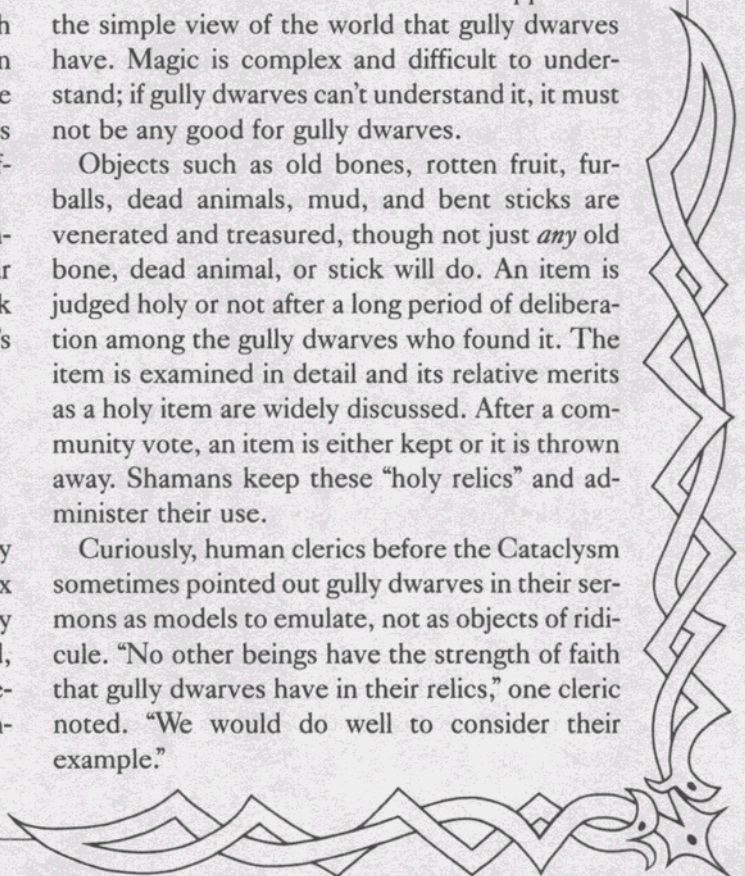 the simple view of the world that gully dwarves
have. Magic is complex and difficult to under-
stand; if gully dwarves can't understand it, it must
not be any good for gully dwarves.
Objects such as old bones, rotten fruit, fur-
balls, dead animals, mud, and bent sticks are
venerated and treasured, though not just any old
bone, dead animal, or stick will do. An item is
judged holy or not after a long period of delibera-
tion among the gully dwarves who found it. The
item is examined in detail and its relative merits
as a holy item are widely discussed. After a com-
munity vote, an item is either kept or it is thrown
away. Shamans keep these “holy relics” and ad-
minister their use.
Curiously, human clerics before the Cataclysm
sometimes pointed out gully dwarves in their ser-
mons as models to emulate, not as objects of ridi-
cule. “No other beings have the strength of faith
that gully dwarves have in their relics,” one cleric
noted. “We would do well to consider their
example.”